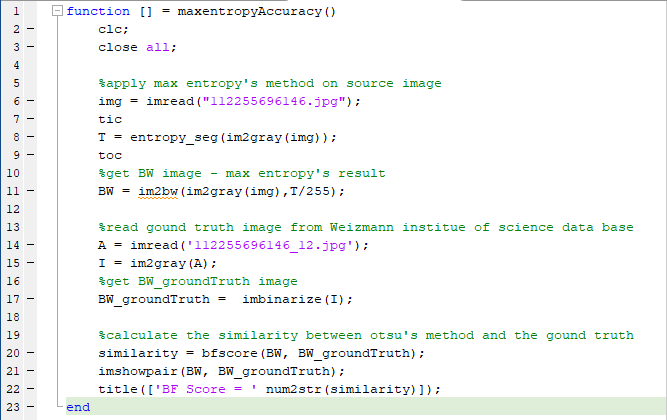 1 function [] = maxentropyAccuracy()
2 - clc;
3 - close all;
4
5 %apply max entropy's method on source image
6 - img = imread("112255696146.jpg");
7 - tic
8 - T = entropy_seg(im2gray(img));
9 - toc
10 %get BW image - max entropy's result
11 - BW = im2bw(im2gray(img),T/255);
12
13 %read gound truth image from Weizmann institue of science data base
14 - A = imread('112255696146_12.jpg');
15 - I = im2gray(A);
16 %get BW_groundTruth image
17 - BW_groundTruth =  imbinarize(I);
18
19 %calculate the similarity between otsu's method and the gound truth
20 - similarity = bfscore(BW, BW_groundTruth);
21 - imshowpair(BW, BW_groundTruth);
22 - title(['BF Score = ' num2str(similarity)]);
23 - end